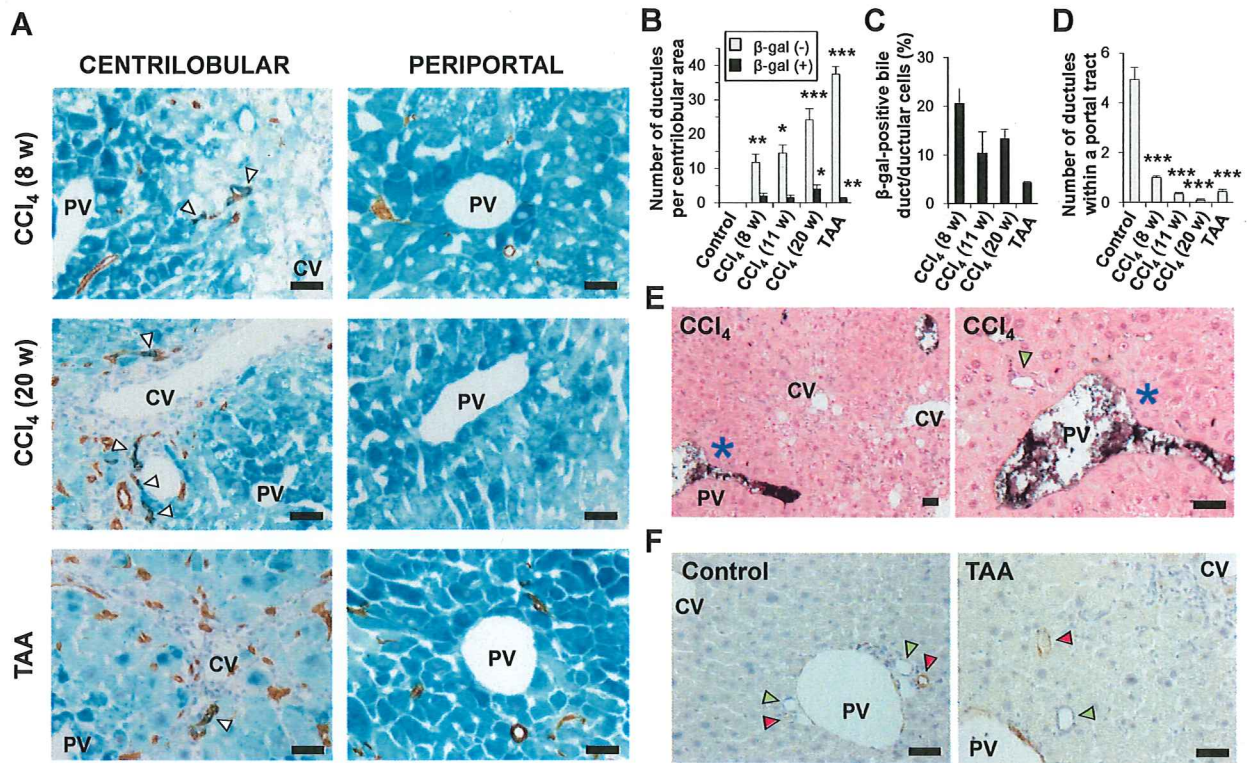 A
CENTRILOBULAR
PERIPORTAL
CCl₄ (8 w)
PV
CV
PV
CCl₄ (20 w)
CV
PV
PV
TAA
CV
PV
PV
B
Number of ductules
per centrilobular area
50
40
30
20
10
0
β-gal (-)
β-gal (+)
**
*
***
*
***
**
Control
CCl₄ (8 w)
CCl₄ (11 w)
CCl₄ (20 w)
TAA
C
β-gal-positive bile
duct/ductular cells (%)
30
20
10
0
CCl₄ (8 w)
CCl₄ (11 w)
CCl₄ (20 w)
TAA
D
Number of ductules
within a portal tract
6
4
2
0
***
***
***
***
Control
CCl₄ (8 w)
CCl₄ (11 w)
CCl₄ (20 w)
TAA
E
CCl₄
CV
CV
*
PV
CCl₄
*
PV
F
Control
CV
PV
TAA
CV
PV